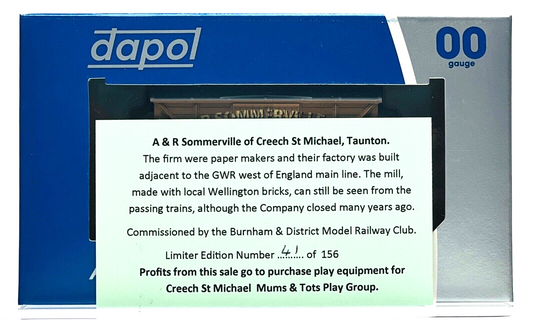 dapol
00
gauge
R SOMMERVILLE
A & R Sommerville of Creech St Michael, Taunton.
The firm were paper makers and their factory was built
adjacent to the GWR west of England main line. The mill,
made with local Wellington bricks, can still be seen from the
passing trains, although the Company closed many years ago.
Commissioned by the Burnham & District Model Railway Club.
Limited Edition Number ..41.. of 156
Profits from this sale go to purchase play equipment for
Creech St Michael Mums & Tots Play Group.